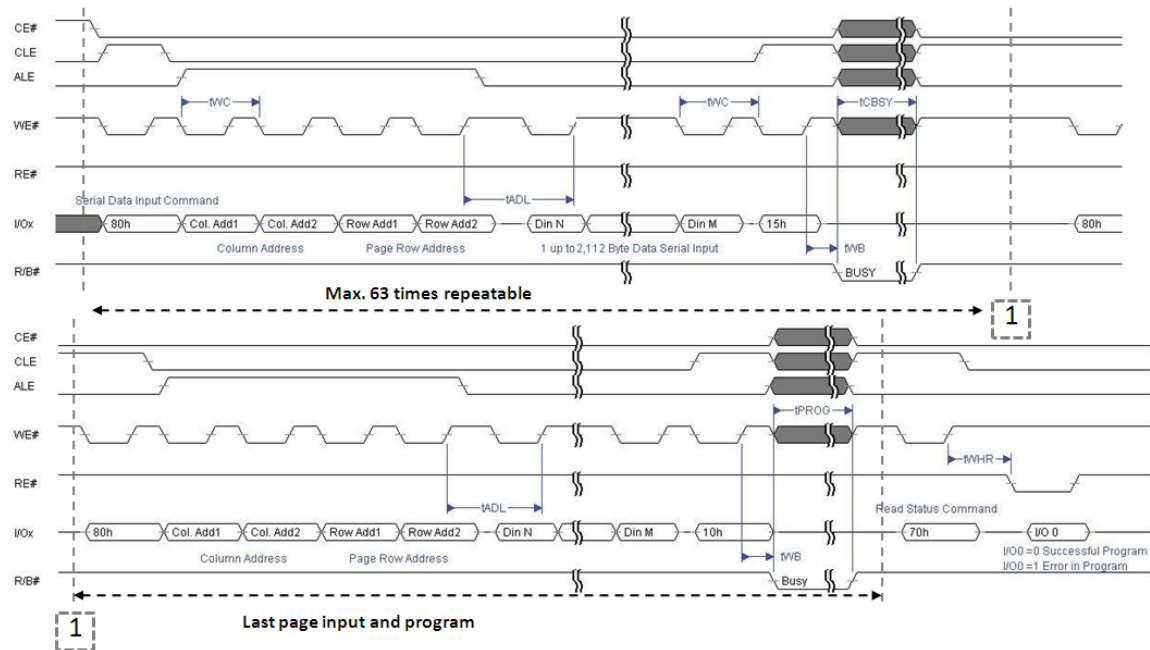 CE#
CLE
ALE
tWC tWC tCBSY
WE#
RE#
tADL
Serial Data Input Command
I/Ox 80h Col. Add1 Col. Add2 Row Add1 Row Add2 Din N Din M 15h 80h
Column Address Page Row Address 1 up to 2,112 Byte Data Serial Input tWB
R/B# BUSY
Max. 63 times repeatable
1
CE#
CLE
ALE
tPROG
WE#
tWHR
RE#
tADL
Read Status Command
I/Ox 80h Col. Add1 Col. Add2 Row Add1 Row Add2 Din N Din M 10h 70h I/O 0
Column Address Page Row Address tWB I/O0 =0 Successful Program
I/O0 =1 Error in Program
R/B# Busy
Last page input and program
1